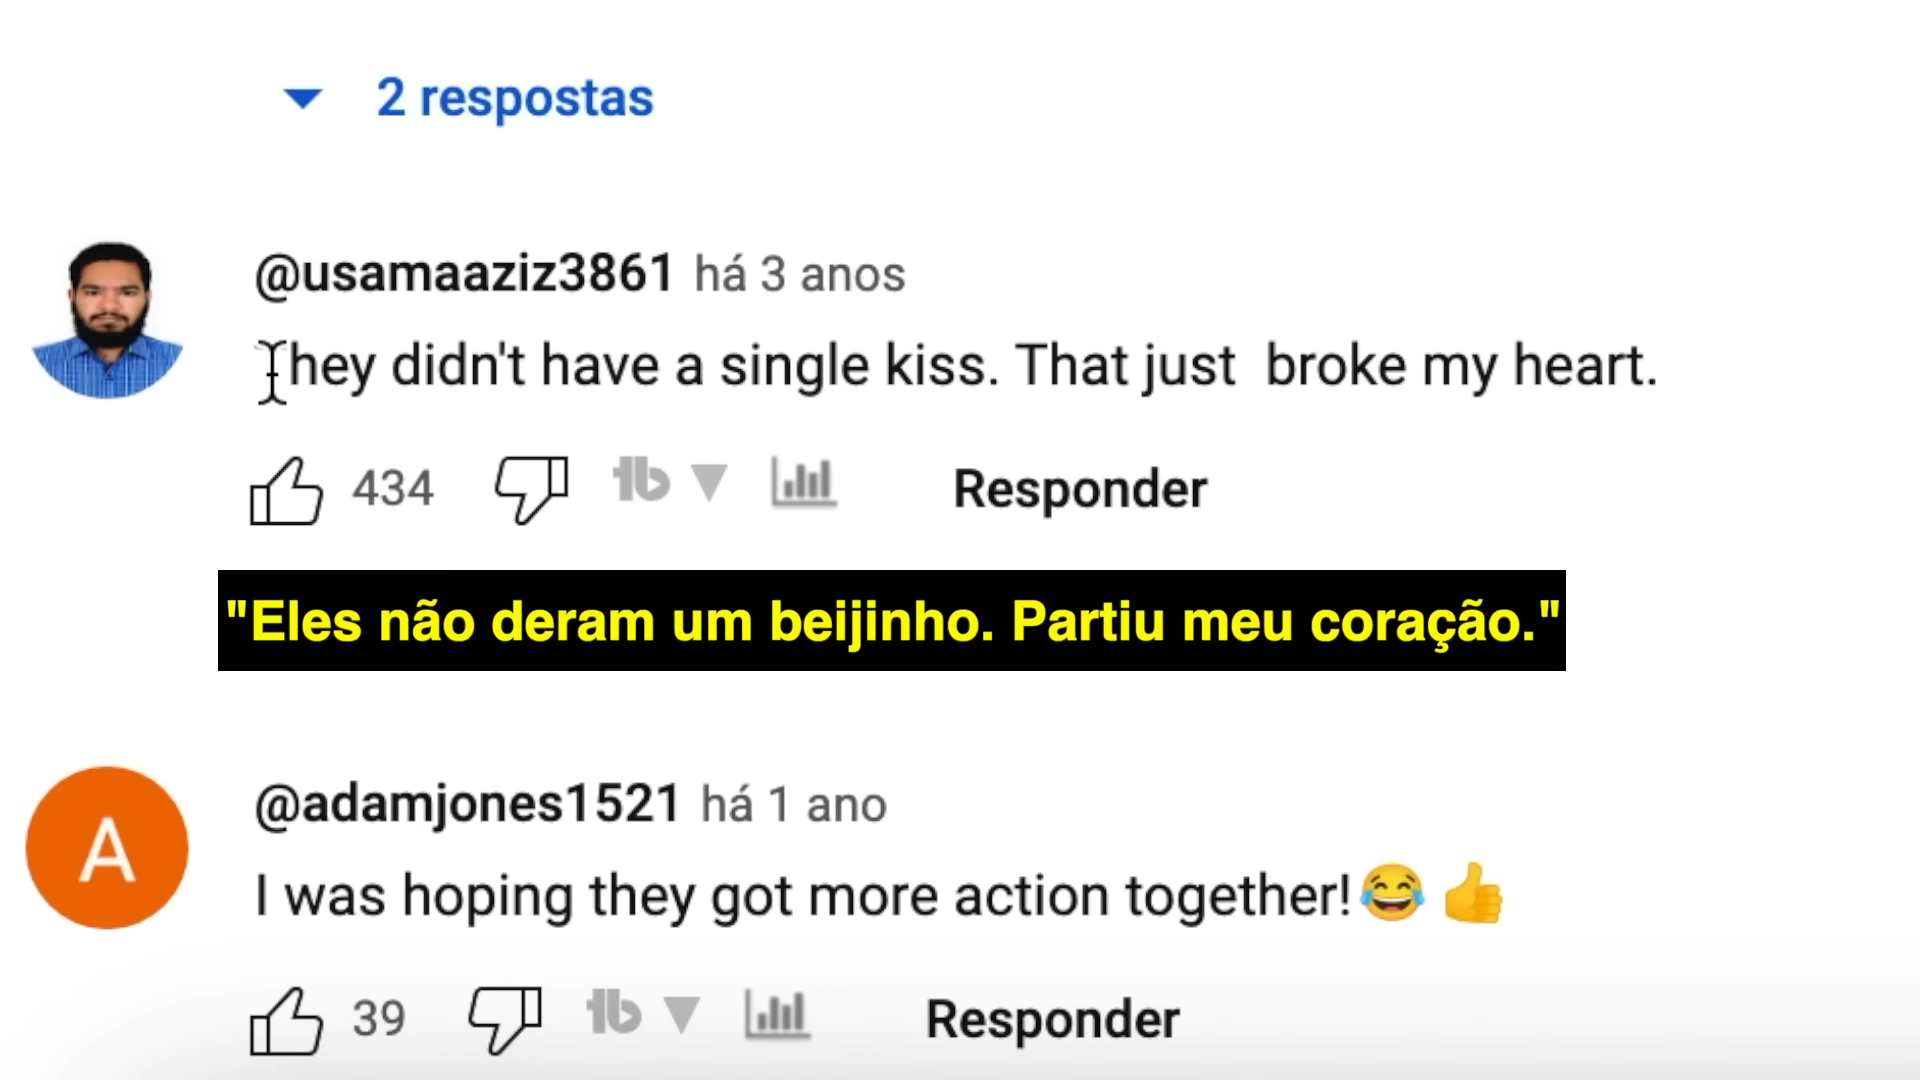 2 respostas
@usamaaziz3861 há 3 anos
They didn't have a single kiss. That just  broke my heart.
434 tb Responder
"Eles não deram um beijinho. Partiu meu coração."
A
@adamjones1521 há 1 ano
I was hoping they got more action together!😂 👍
39 tb Responder